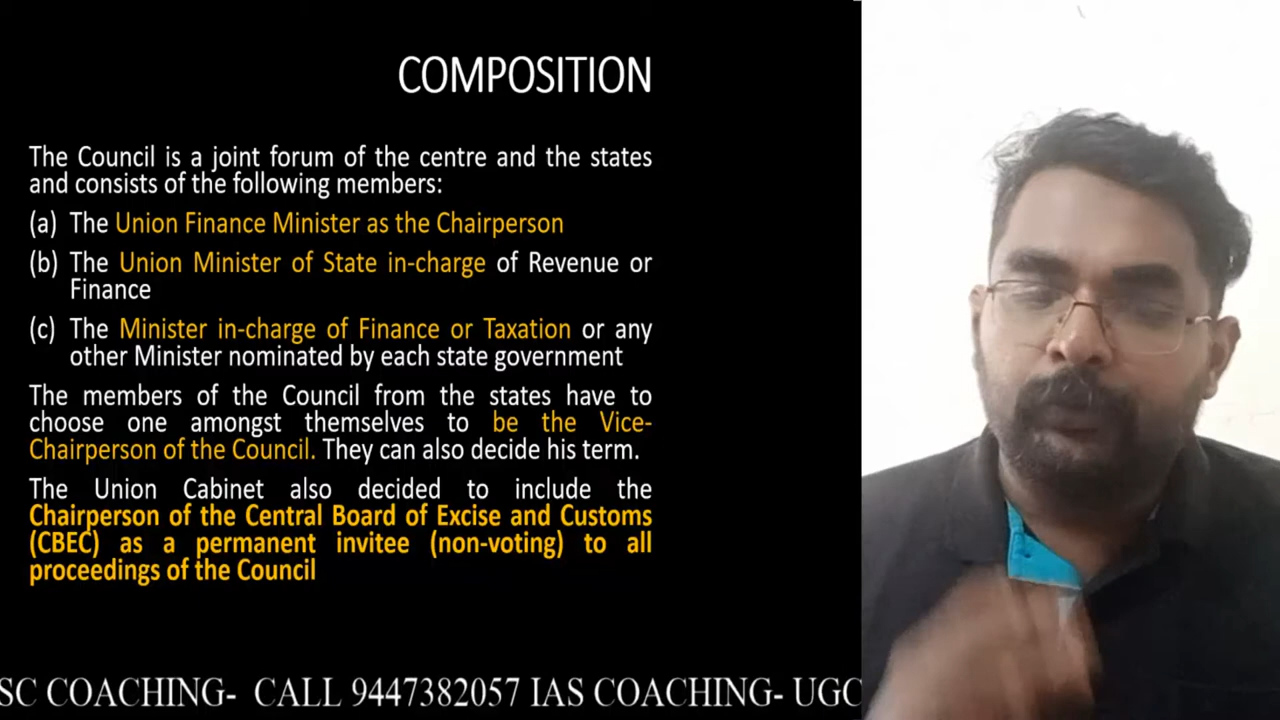 COMPOSITION
The Council is a joint forum of the centre and the states
and consists of the following members:
(a) The Union Finance Minister as the Chairperson
(b) The Union Minister of State in-charge of Revenue or
Finance
(c) The Minister in-charge of Finance or Taxation or any
other Minister nominated by each state government
The members of the Council from the states have to
choose one amongst themselves to be the Vice-
Chairperson of the Council. They can also decide his term.
The Union Cabinet also decided to include the
Chairperson of the Central Board of Excise and Customs
(CBEC) as a permanent invitee (non-voting) to all
proceedings of the Council
SC COACHING- CALL 9447382057 IAS COACHING- UGC